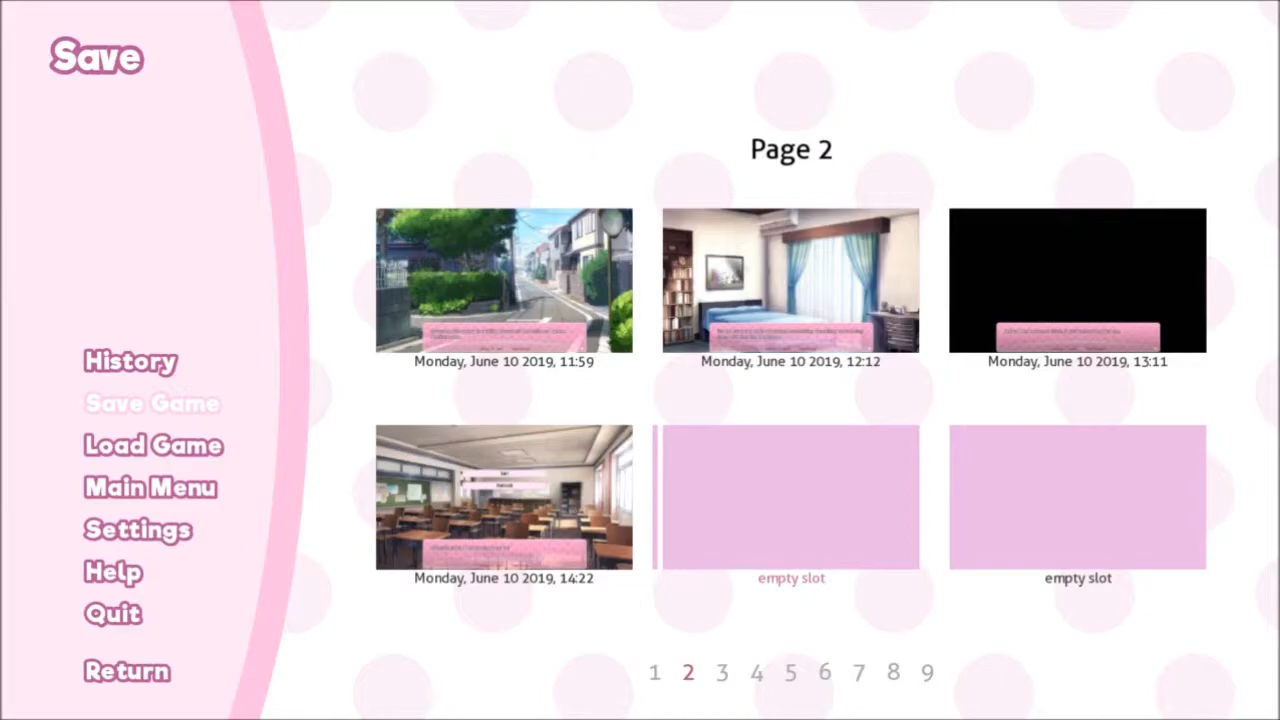 Save
Page 2
Monday, June 10 2019, 11:59
Monday, June 10 2019, 12:12
Monday, June 10 2019, 13:11
History
Save Game
Load Game
Main Menu
Settings
Help
Quit
Return
Monday, June 10 2019, 14:22
empty slot
empty slot
1 2 3 4 5 6 7 8 9